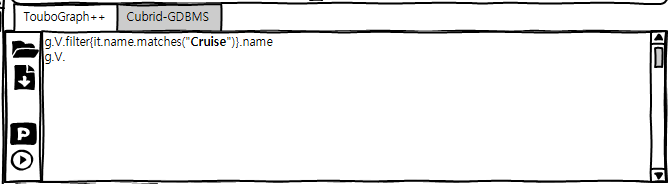 TouboGraph++
Cubrid-GDBMS
g.V.filter{it.name.matches("Cruise")}.name
g.V.
P